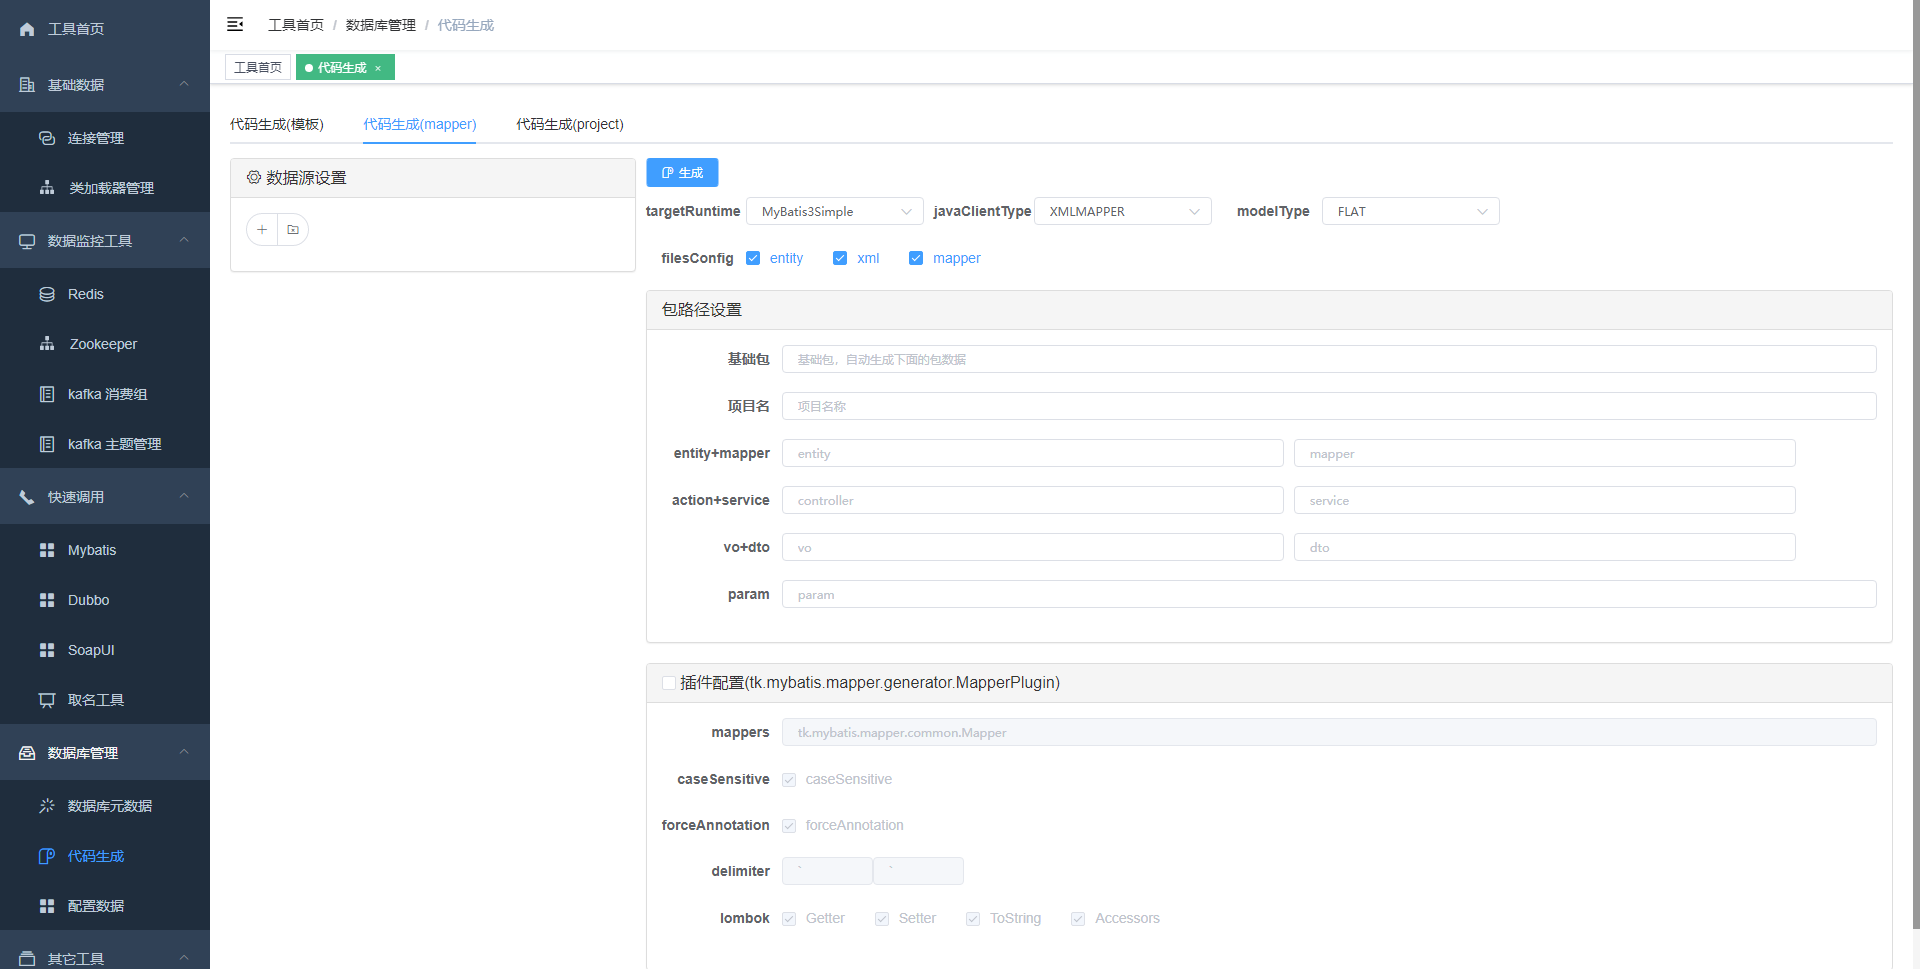 工具首页
基础数据
连接管理
类加载器管理
数据监控工具
Redis
Zookeeper
kafka 消费组
kafka 主题管理
快速调用
Mybatis
Dubbo
SoapUI
取名工具
数据库管理
数据库元数据
代码生成
配置数据
其它工具
工具首页 / 数据库管理 / 代码生成
工具首页 代码生成 ×
代码生成(模板) 代码生成(mapper) 代码生成(project)
数据源设置
生成
targetRuntime MyBatis3Simple javaClientType XMLMAPPER modelType FLAT
filesConfig entity xml mapper
包路径设置
基础包 基础包，自动生成下面的包数据
项目名 项目名称
entity+mapper entity mapper
action+service controller service
vo+dto vo dto
param param
插件配置(tk.mybatis.mapper.generator.MapperPlugin)
mappers tk.mybatis.mapper.common.Mapper
caseSensitive caseSensitive
forceAnnotation forceAnnotation
delimiter ` `
lombok Getter Setter ToString Accessors